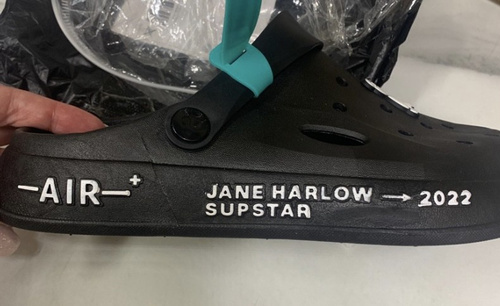 —AIR—+
JANE HARLOW → 2022
SUPSTAR